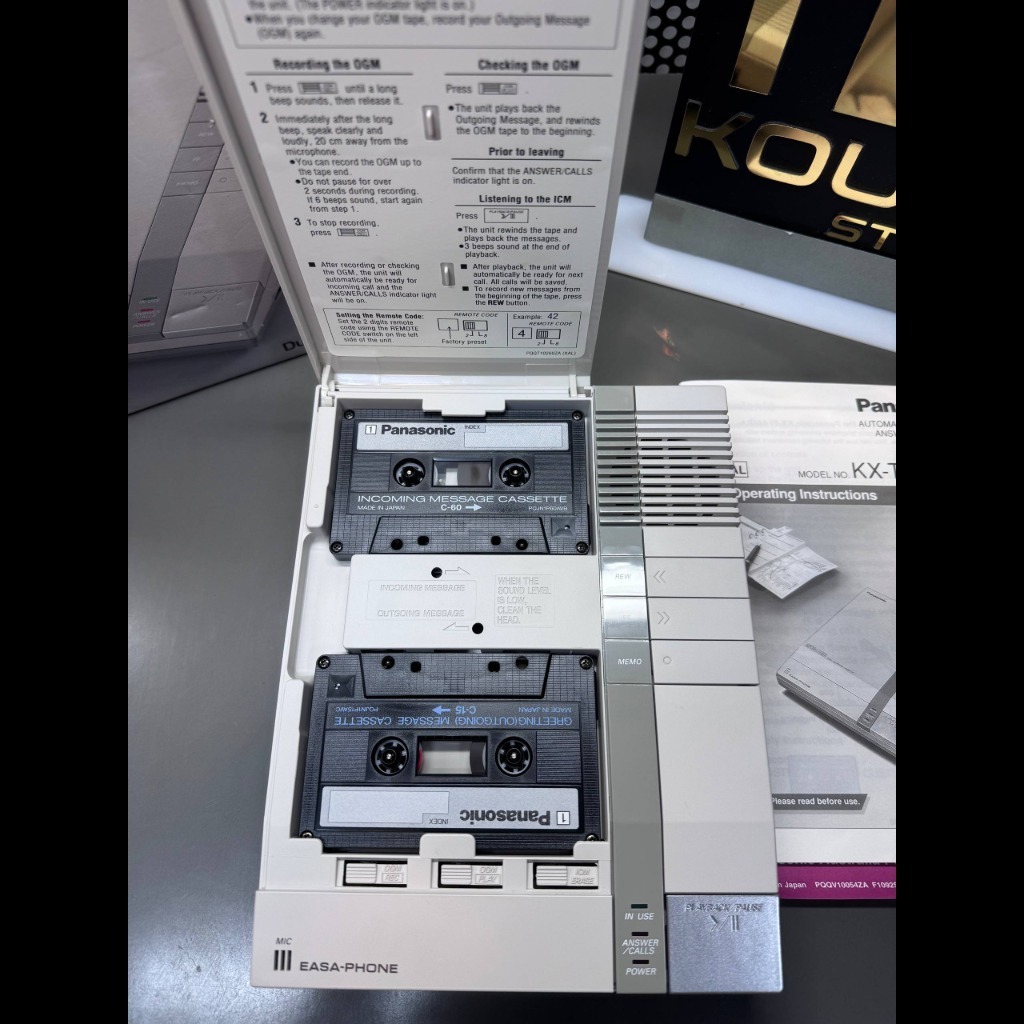 the unit. (The POWER indicator light is on.)
•When you change your OGM tape, record your Outgoing Message
(OGM) again.
Recording the OGM
1 Press until a long
beep sounds, then release it.
2 Immediately after the long
beep, speak clearly and
loudly, 20 cm away from the
microphone.
•You can record the OGM up to
the tape end.
•Do not pause for over
2 seconds during recording.
If 6 beeps sound, start again
from step 1.
3 To stop recording,
press .
■ After recording or checking
the OGM, the unit will
automatically be ready for
incoming call and the
ANSWER/CALLS indicator light
will be on.
Checking the OGM
Press .
•The unit plays back the
Outgoing Message, and rewinds
the OGM tape to the beginning.
Prior to leaving
Confirm that the ANSWER/CALLS
indicator light is on.
Listening to the ICM
Press .
•The unit rewinds the tape and
plays back the messages.
•3 beeps sound at the end of
playback.
■ After playback, the unit will
automatically be ready for next
call. All calls will be saved.
■ To record new messages from
the beginning of the tape, press
the REW button.
Setting the Remote Code:
Set the 2 digits remote
code using the REMOTE
CODE switch on the left
side of the unit.
REMOTE CODE
Factory preset
Example: 42
REMOTE CODE
4
KOU
ST
1 Panasonic
INDEX
INCOMING MESSAGE CASSETTE
MADE IN JAPAN C-60
INCOMING MESSAGE
OUTGOING MESSAGE
WHEN THE
SOUND LEVEL
IS LOW,
CLEAN THE
HEAD.
GREETING(OUTGOING) MESSAGE CASSETTE
MADE IN JAPAN C-15 PQJN1P15AVC
1 Panasonic
INDEX
OGM
REC
OGM
PLAY
ICM
ERASE
REW
MEMO
IN USE
ANSWER
/CALLS
POWER
PLAYBACK/PAUSE
MIC
EASA-PHONE
Pan
AUTOMA
ANS
MODEL NO. KX-T
Operating Instructions
Please read before use.
n Japan PQQV10054ZA F1092